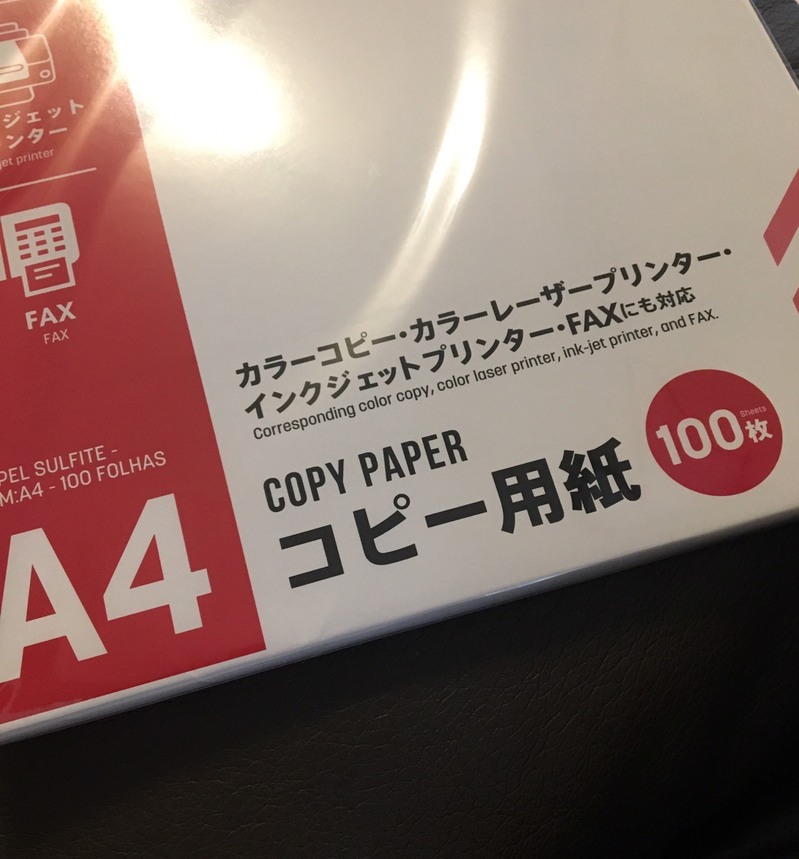 ジェット
ンター
jet printer
FAX
FAX
PEL SULFITE -
M:A4 - 100 FOLHAS
A4
カラーコピー・カラーレーザープリンター・
インクジェットプリンター・FAXにも対応
Corresponding color copy, color laser printer, ink-jet printer, and FAX.
COPY PAPER
コピー用紙
Sheets
100枚